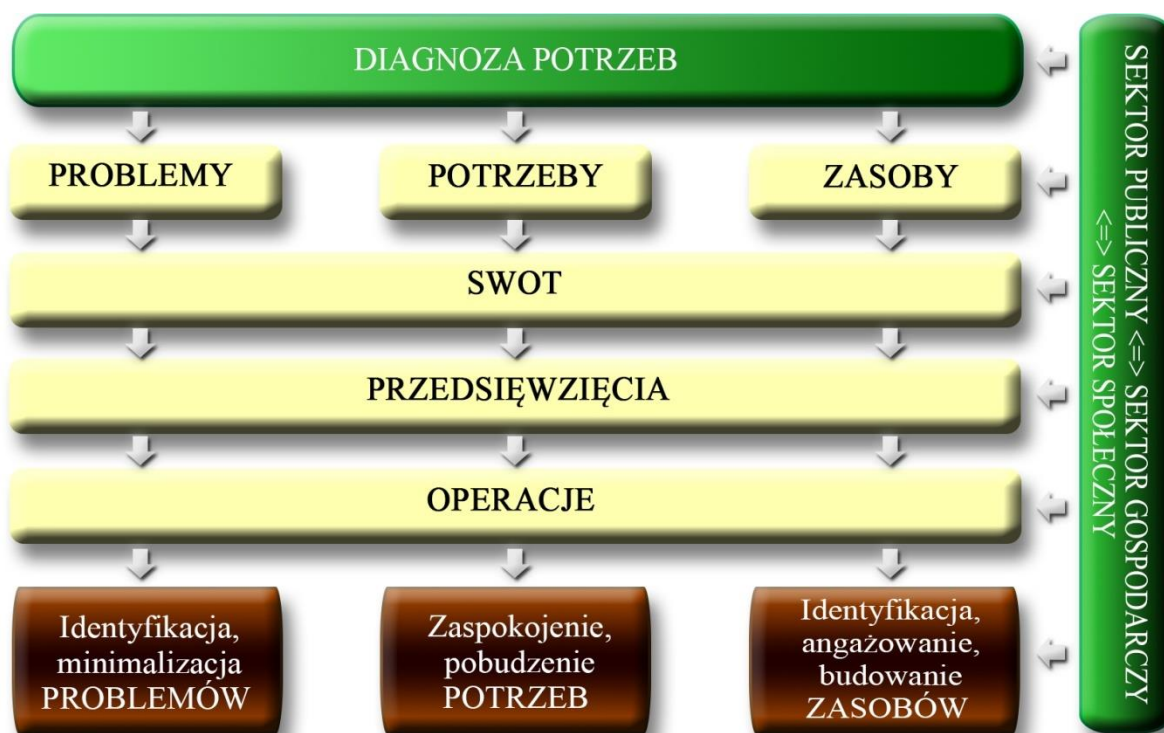 DIAGNOZA POTRZEB
PROBLEMY
POTRZEBY
ZASOBY
SWOT
PRZEDSIĘWZIĘCIA
OPERACJE
Identyfikacja,
minimalizacja
PROBLEMÓW
Zaspokojenie,
pobudzenie
POTRZEB
Identyfikacja,
angażowanie,
budowanie
ZASOBÓW
SEKTOR PUBLICZNY <=> SEKTOR GOSPODARCZY
<=> SEKTOR SPOŁECZNY